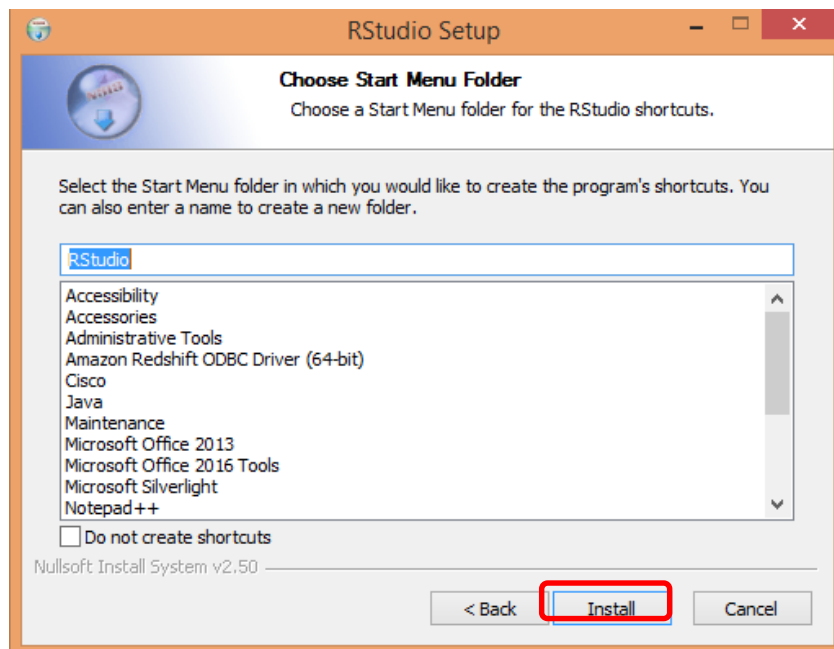 RStudio Setup
Choose Start Menu Folder
Choose a Start Menu folder for the RStudio shortcuts.
Select the Start Menu folder in which you would like to create the program's shortcuts. You
can also enter a name to create a new folder.
RStudio
Accessibility
Accessories
Administrative Tools
Amazon Redshift ODBC Driver (64-bit)
Cisco
Java
Maintenance
Microsoft Office 2013
Microsoft Office 2016 Tools
Microsoft Silverlight
Notepad++
Do not create shortcuts
Nullsoft Install System v2.50
< Back
Install
Cancel